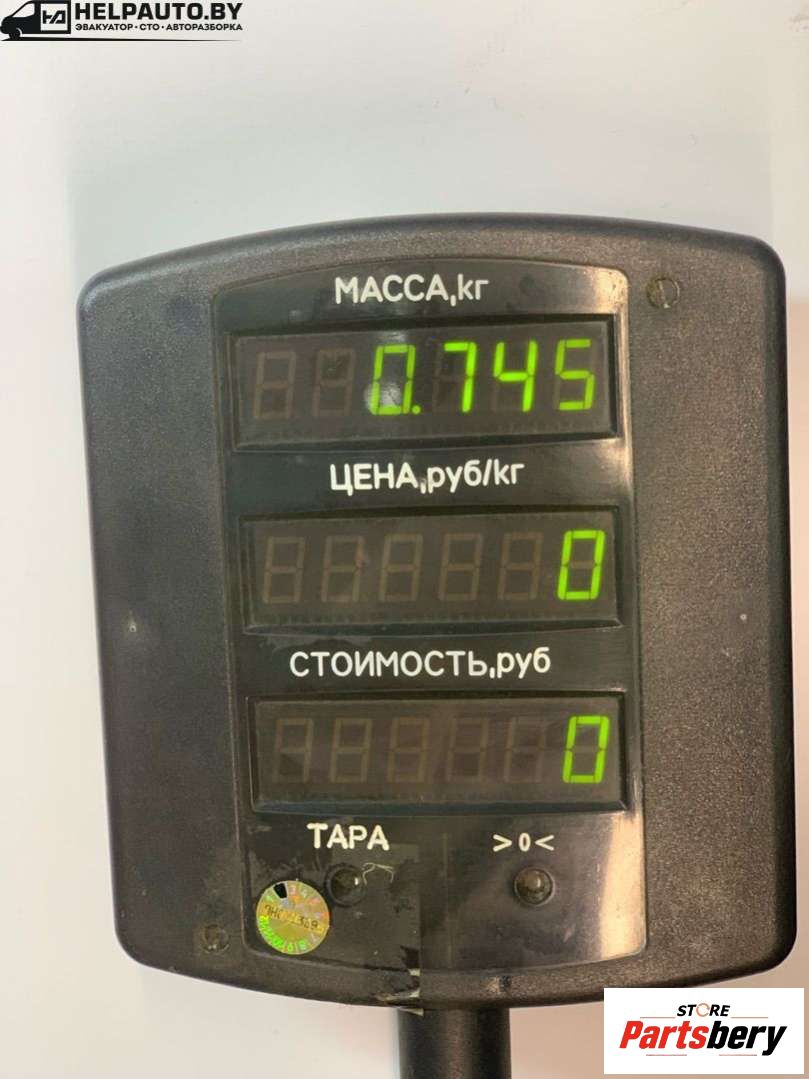 HELPAUTO.BY
ЭВАКУАТОР • СТО • АВТОРАЗБОРКА
МАССА,кг
0.745
ЦЕНА,руб/кг
0
СТОИМОСТЬ,руб
0
ТАРА >0<
STORE
Partsbery